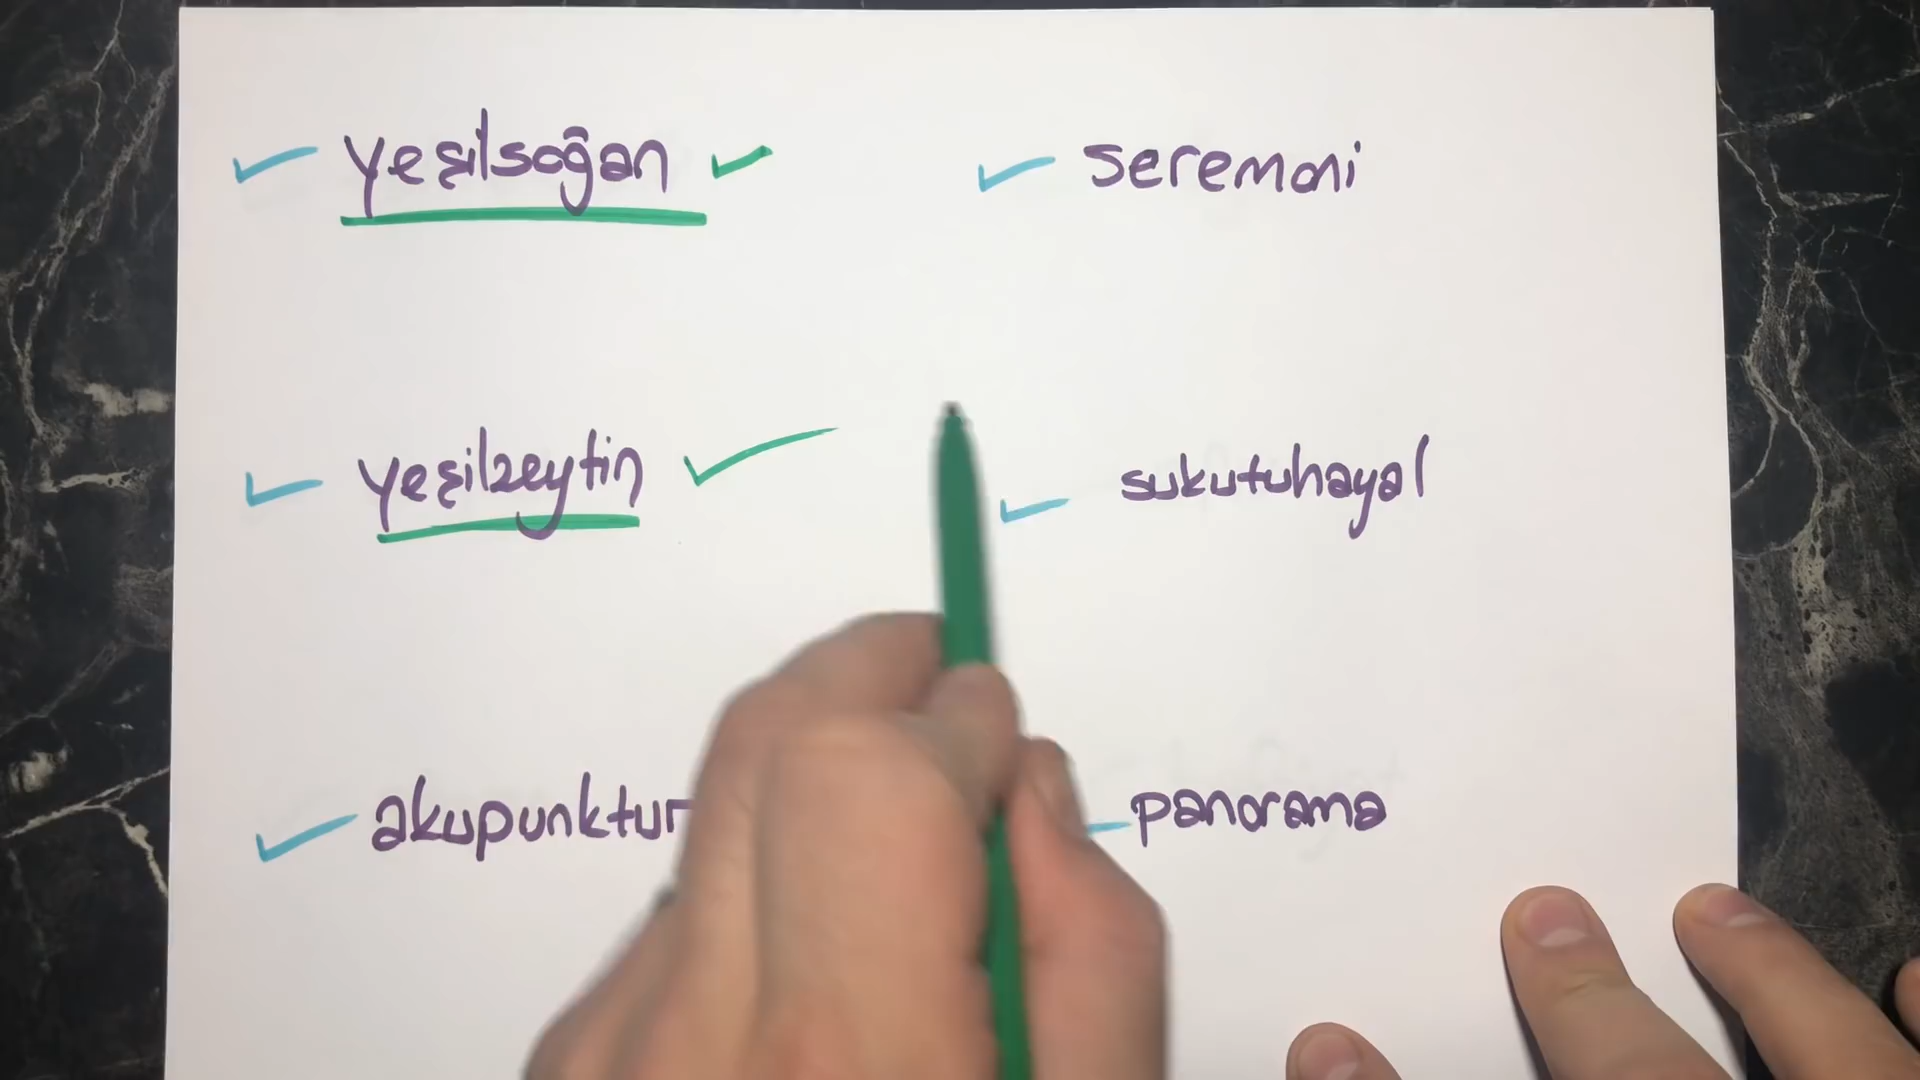 yeşilsoğan
seremoni
yeşilzeytin
sukutuhayal
akupunktur
panorama